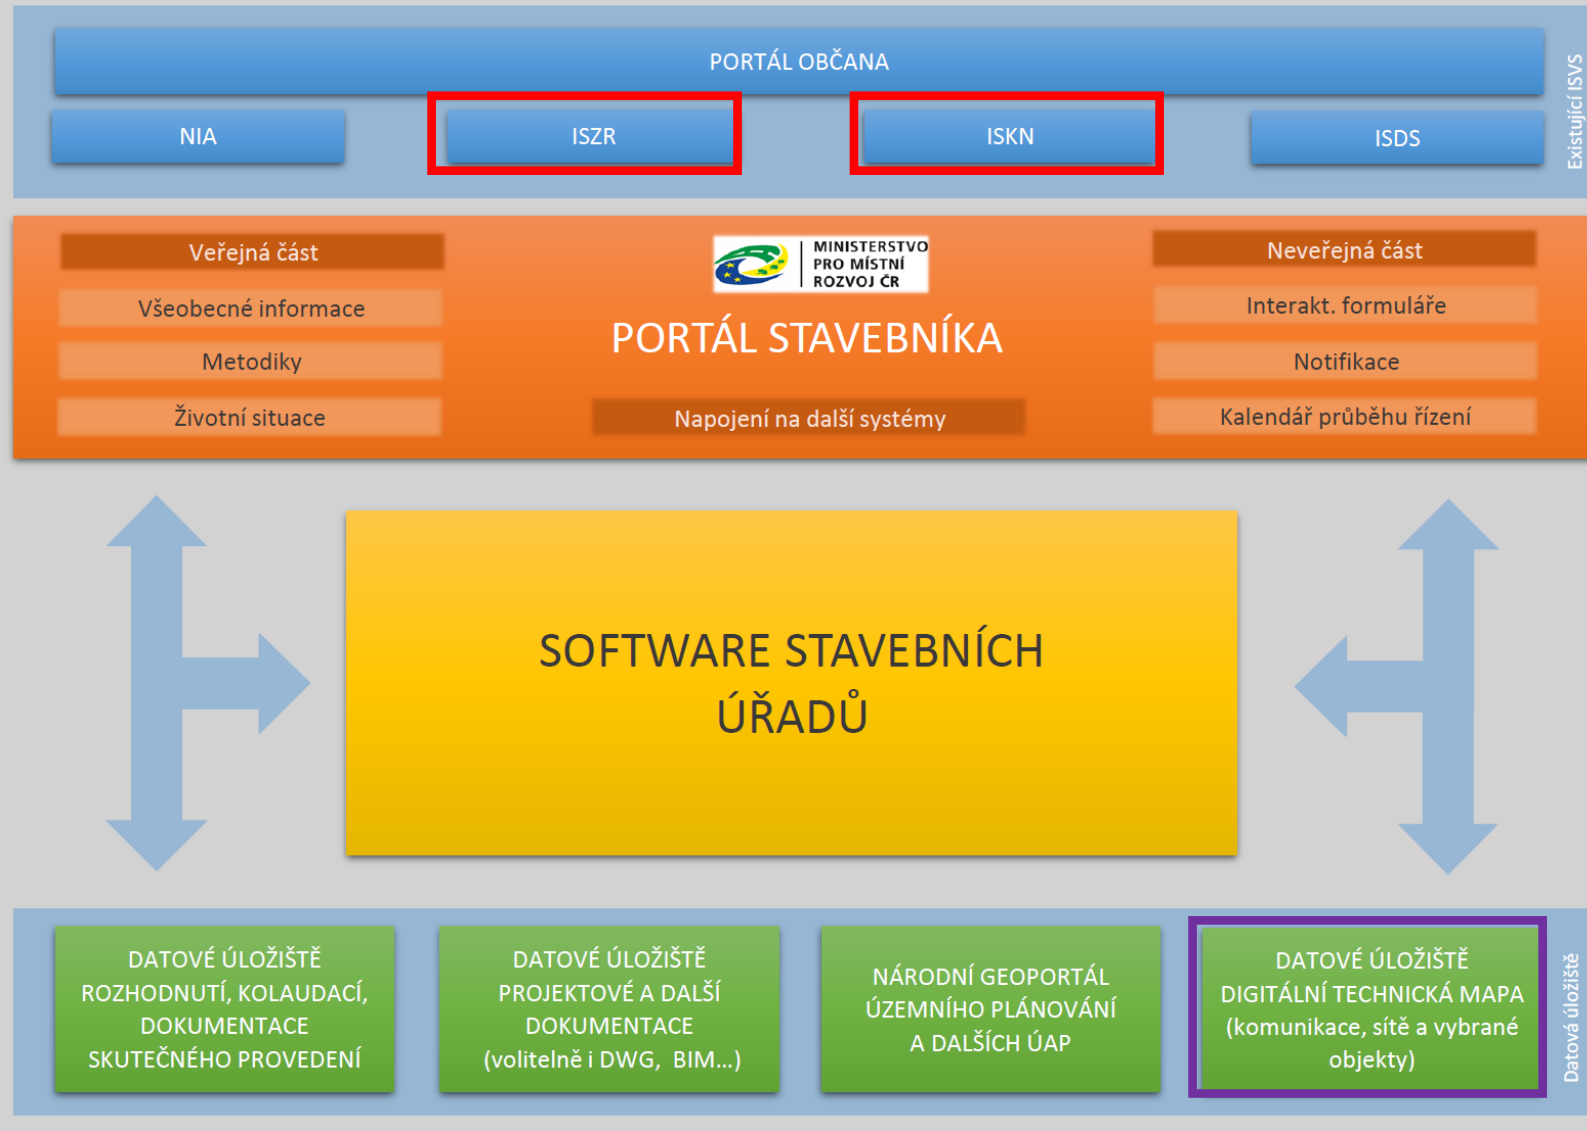 PORTÁL OBČANA
NIA
ISZR
ISKN
ISDS
Existující ISVS
Veřejná část
Všeobecné informace
Metodiky
Životní situace
MINISTERSTVO
PRO MÍSTNÍ
ROZVOJ ČR
PORTÁL STAVEBNÍKA
Napojení na další systémy
Neveřejná část
Interakt. formuláře
Notifikace
Kalendář průběhu řízení
SOFTWARE STAVEBNÍCH
ÚŘADŮ
DATOVÉ ÚLOŽIŠTĚ
ROZHODNUTÍ, KOLAUDACÍ,
DOKUMENTACE
SKUTEČNÉHO PROVEDENÍ
DATOVÉ ÚLOŽIŠTĚ
PROJEKTOVÉ A DALŠÍ
DOKUMENTACE
(volitelně i DWG, BIM...)
NÁRODNÍ GEOPORTÁL
ÚZEMNÍHO PLÁNOVÁNÍ
A DALŠÍCH ÚAP
DATOVÉ ÚLOŽIŠTĚ
DIGITÁLNÍ TECHNICKÁ MAPA
(komunikace, sítě a vybrané
objekty)
Datová úložiště